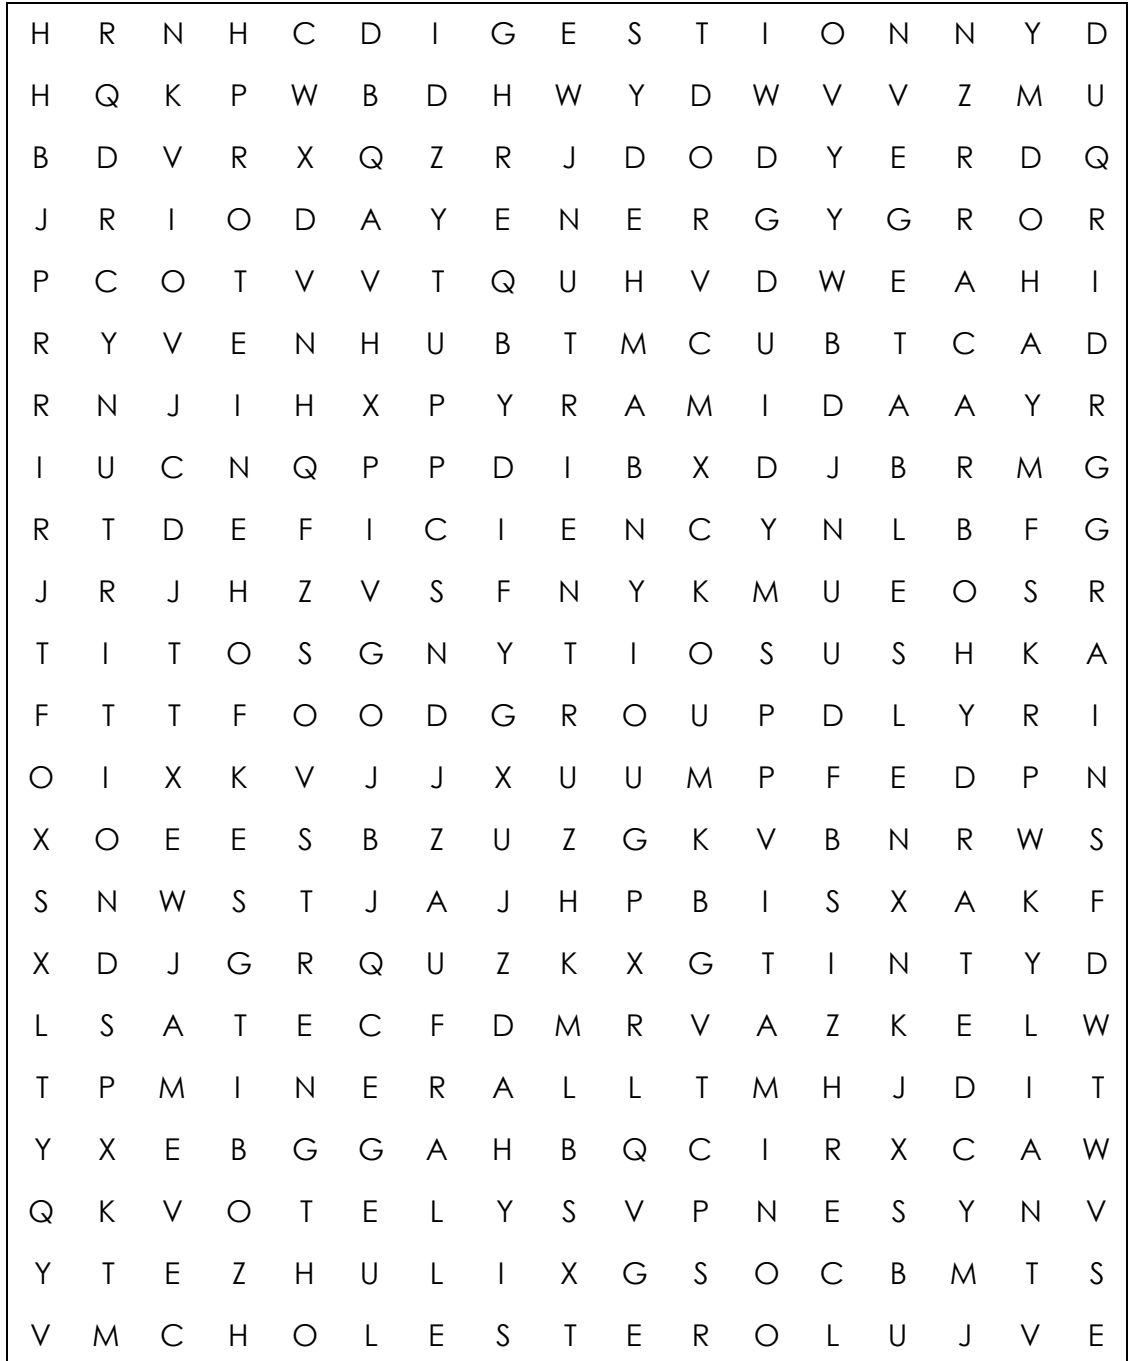 H R N H C D I G E S T I O N N Y D
H Q K P W B D H W Y D W V V Z M U
B D V R X Q Z R J D O D Y E R D Q
J R I O D A Y E N E R G Y G R O R
P C O T V V T Q U H V D W E A H I
R Y V E N H U B T M C U B T C A D
R N J I H X P Y R A M I D A A Y R
I U C N Q P P D I B X D J B R M G
R T D E F I C I E N C Y N L B F G
J R J H Z V S F N Y K M U E O S R
T I T O S G N Y T I O S U S H K A
F T T F O O D G R O U P D L Y R I
O I X K V J J X U U M P F E D P N
X O E E S B Z U Z G K V B N R W S
S N W S T J A J H P B I S X A K F
X D J G R Q U Z K X G T I N T Y D
L S A T E C F D M R V A Z K E L W
T P M I N E R A L L T M H J D I T
Y X E B G G A H B Q C I R X C A W
Q K V O T E L Y S V P N E S Y N V
Y T E Z H U L I X G S O C B M T S
V M C H O L E S T E R O L U J V E